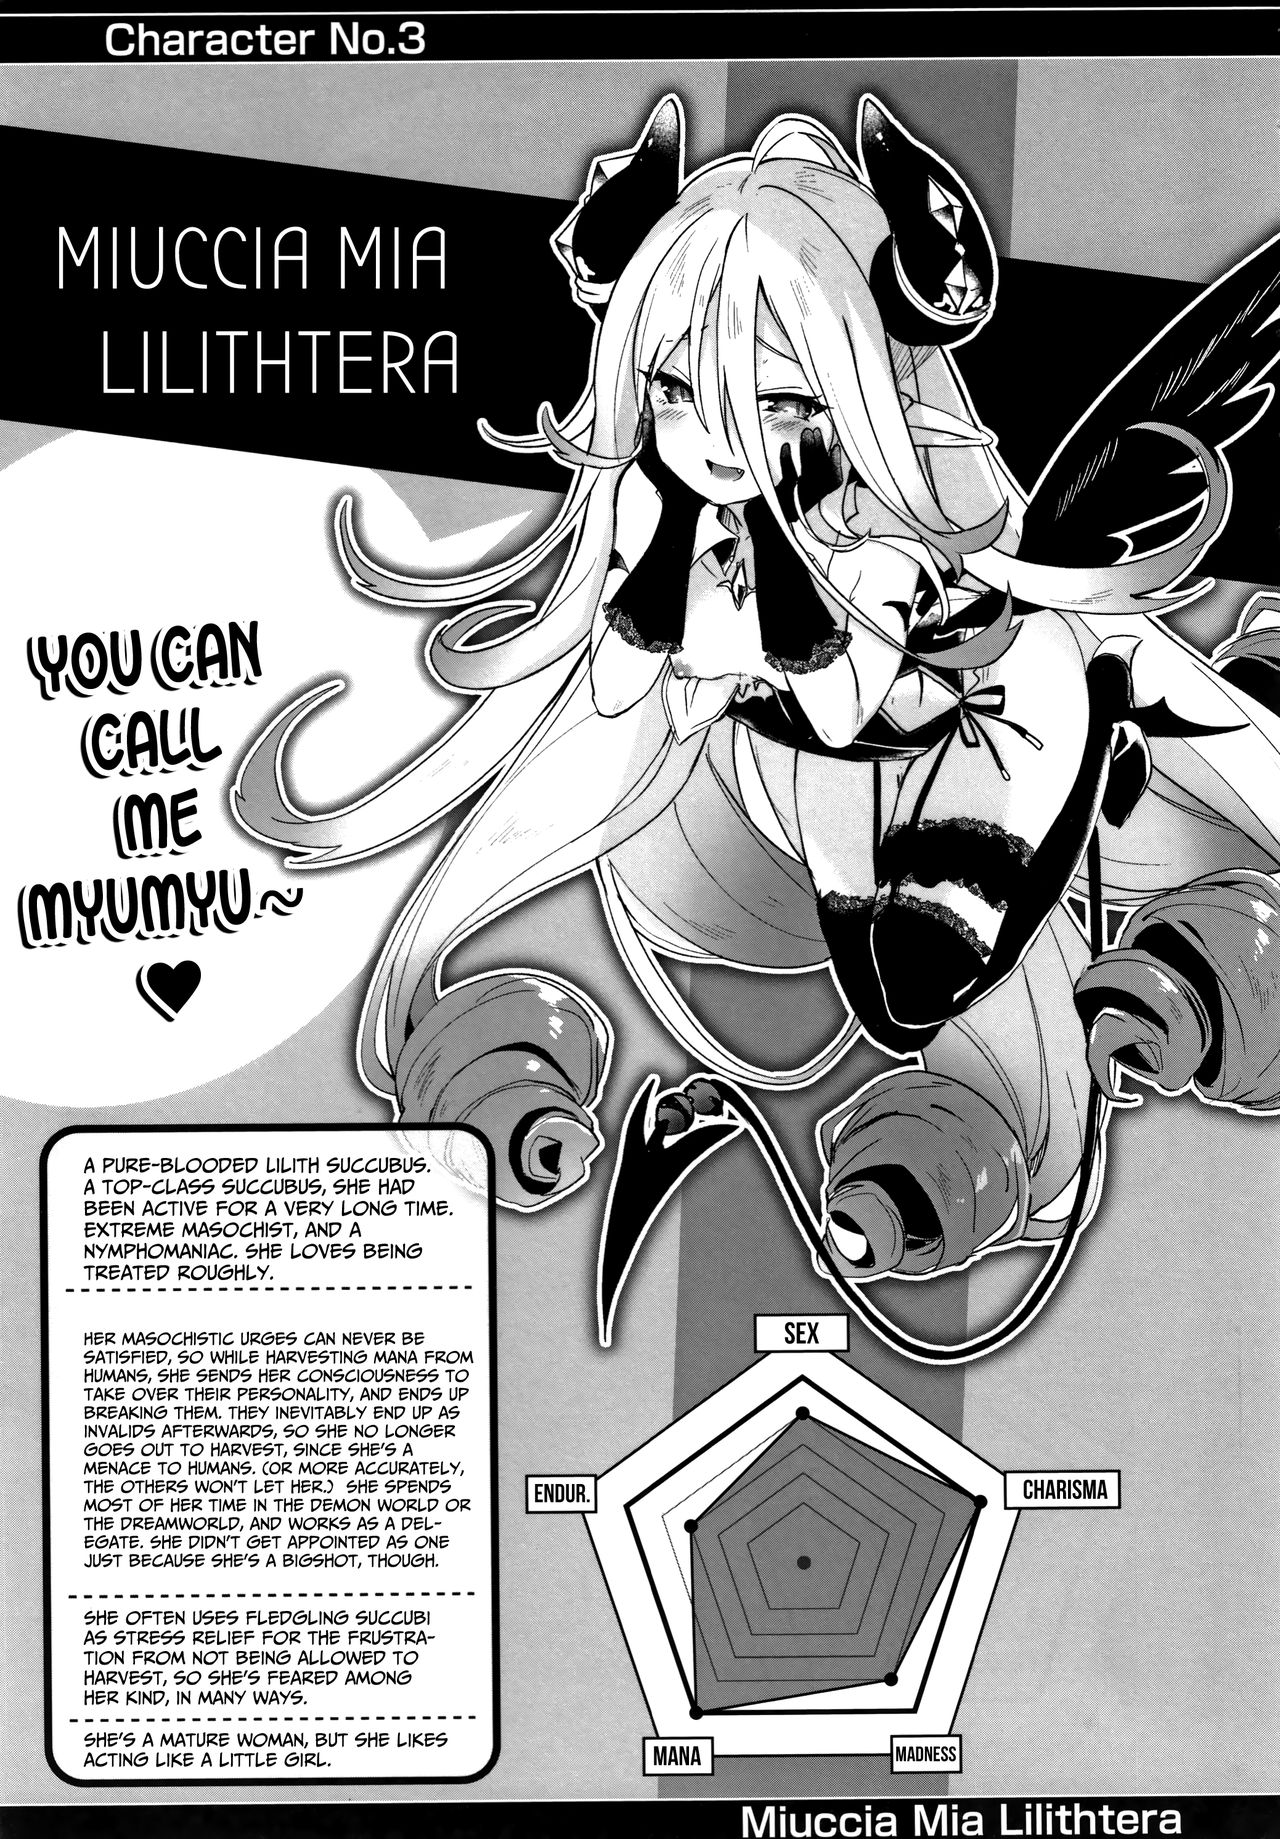 Character No.3
MIUCCIA MIA
LILITHTERA
YOU CAN
CALL
ME
MYUMYU~
♥
A PURE-BLOODED LILITH SUCCUBUS.
A TOP-CLASS SUCCUBUS, SHE HAD
BEEN ACTIVE FOR A VERY LONG TIME.
EXTREME MASOCHIST, AND A
NYMPHOMANIAC. SHE LOVES BEING
TREATED ROUGHLY.
HER MASOCHISTIC URGES CAN NEVER BE
SATISFIED, SO WHILE HARVESTING MANA FROM
HUMANS, SHE SENDS HER CONSCIOUSNESS TO
TAKE OVER THEIR PERSONALITY, AND ENDS UP
BREAKING THEM. THEY INEVITABLY END UP AS
INVALIDS AFTERWARDS, SO SHE NO LONGER
GOES OUT TO HARVEST, SINCE SHE'S A
MENACE TO HUMANS. (OR MORE ACCURATELY,
THE OTHERS WON'T LET HER.) SHE SPENDS
MOST OF HER TIME IN THE DEMON WORLD OR
THE DREAMWORLD, AND WORKS AS A DEL-
EGATE. SHE DIDN'T GET APPOINTED AS ONE
JUST BECAUSE SHE'S A BIGSHOT, THOUGH.
SHE OFTEN USES FLEDGLING SUCCUBI
AS STRESS RELIEF FOR THE FRUSTRA-
TION FROM NOT BEING ALLOWED TO
HARVEST, SO SHE'S FEARED AMONG
HER KIND, IN MANY WAYS.
SHE'S A MATURE WOMAN, BUT SHE LIKES
ACTING LIKE A LITTLE GIRL.
SEX
ENDUR.
CHARISMA
MANA
MADNESS
Miuccia Mia Lilithtera